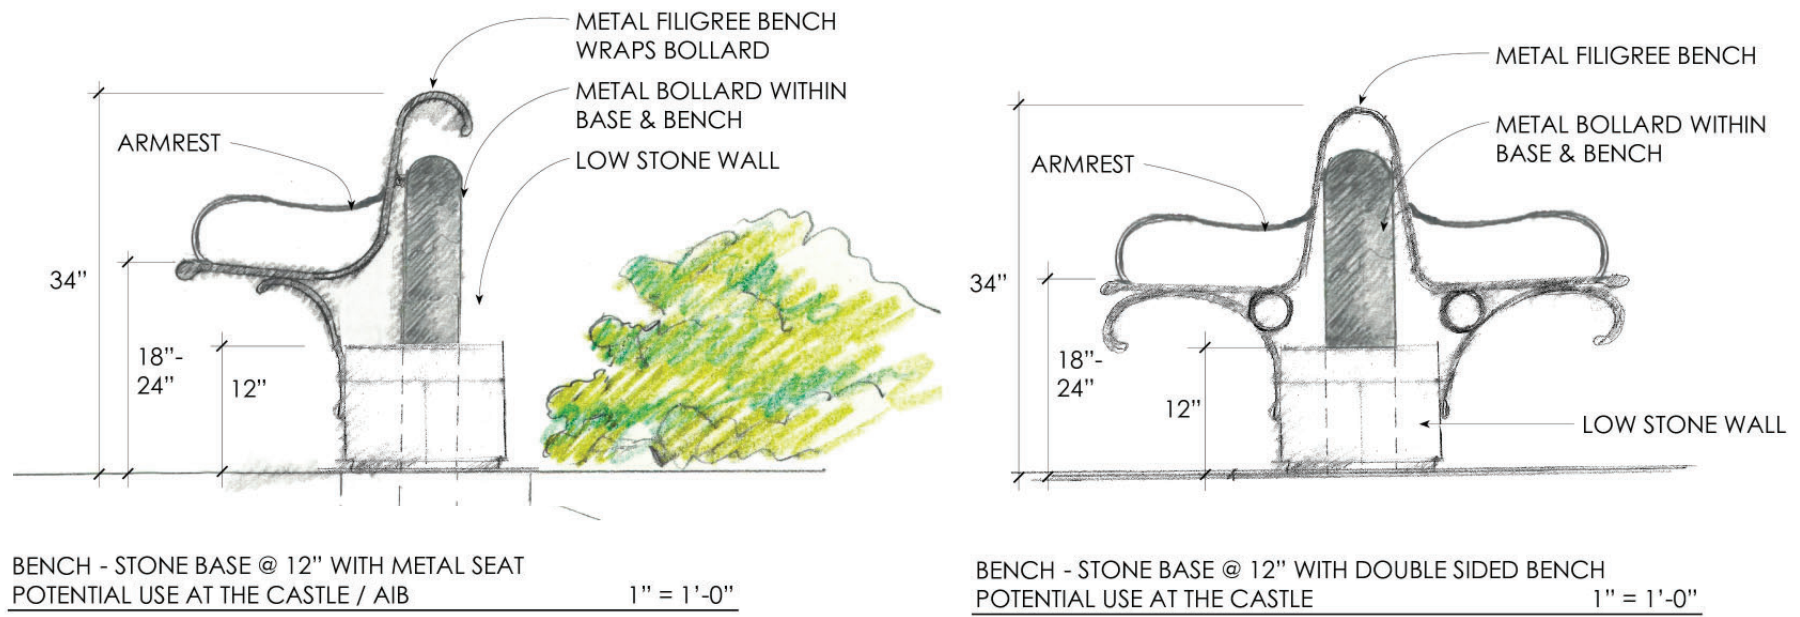 METAL FILIGREE BENCH
WRAPS BOLLARD
METAL BOLLARD WITHIN
BASE & BENCH
LOW STONE WALL
ARMREST
34”
18”-
24”
12”
BENCH - STONE BASE @ 12” WITH METAL SEAT
POTENTIAL USE AT THE CASTLE / AIB
1” = 1’-0”
METAL FILIGREE BENCH
METAL BOLLARD WITHIN
BASE & BENCH
ARMREST
34”
18”-
24”
12”
LOW STONE WALL
BENCH - STONE BASE @ 12” WITH DOUBLE SIDED BENCH
POTENTIAL USE AT THE CASTLE
1” = 1’-0”